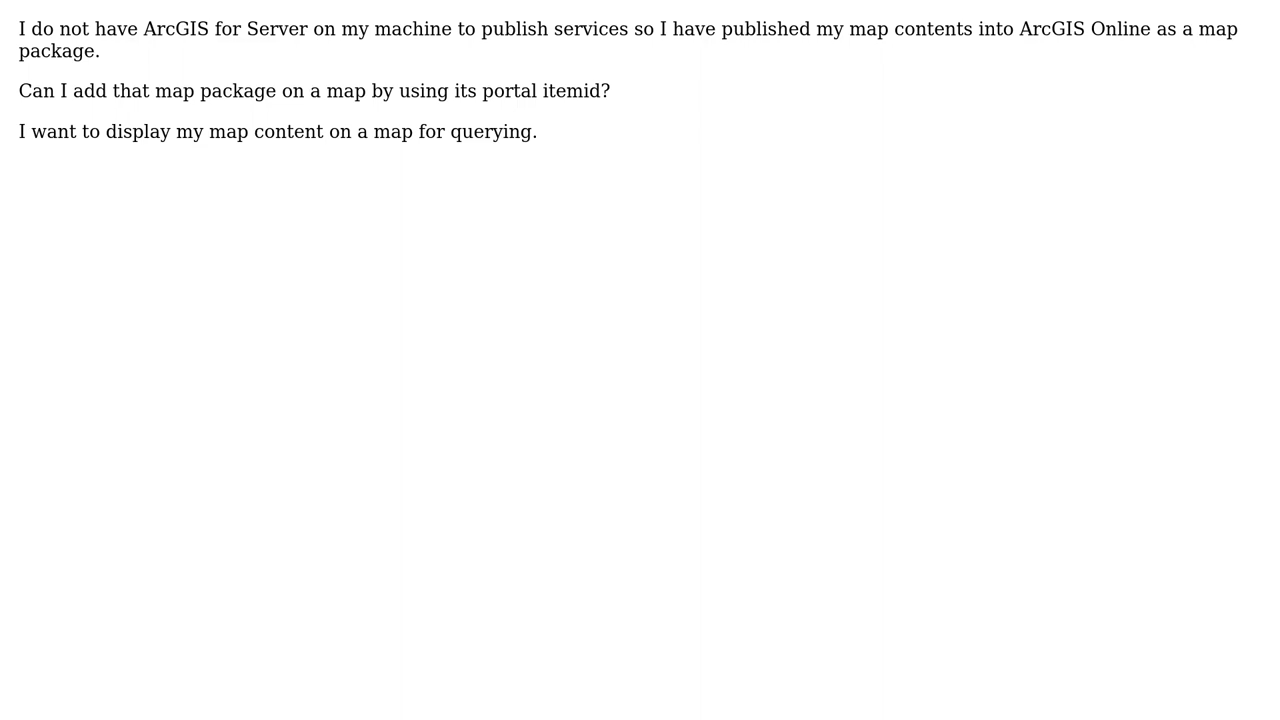 I do not have ArcGIS for Server on my machine to publish services so I have published my map contents into ArcGIS Online as a map
package.
Can I add that map package on a map by using its portal itemid?
I want to display my map content on a map for querying.